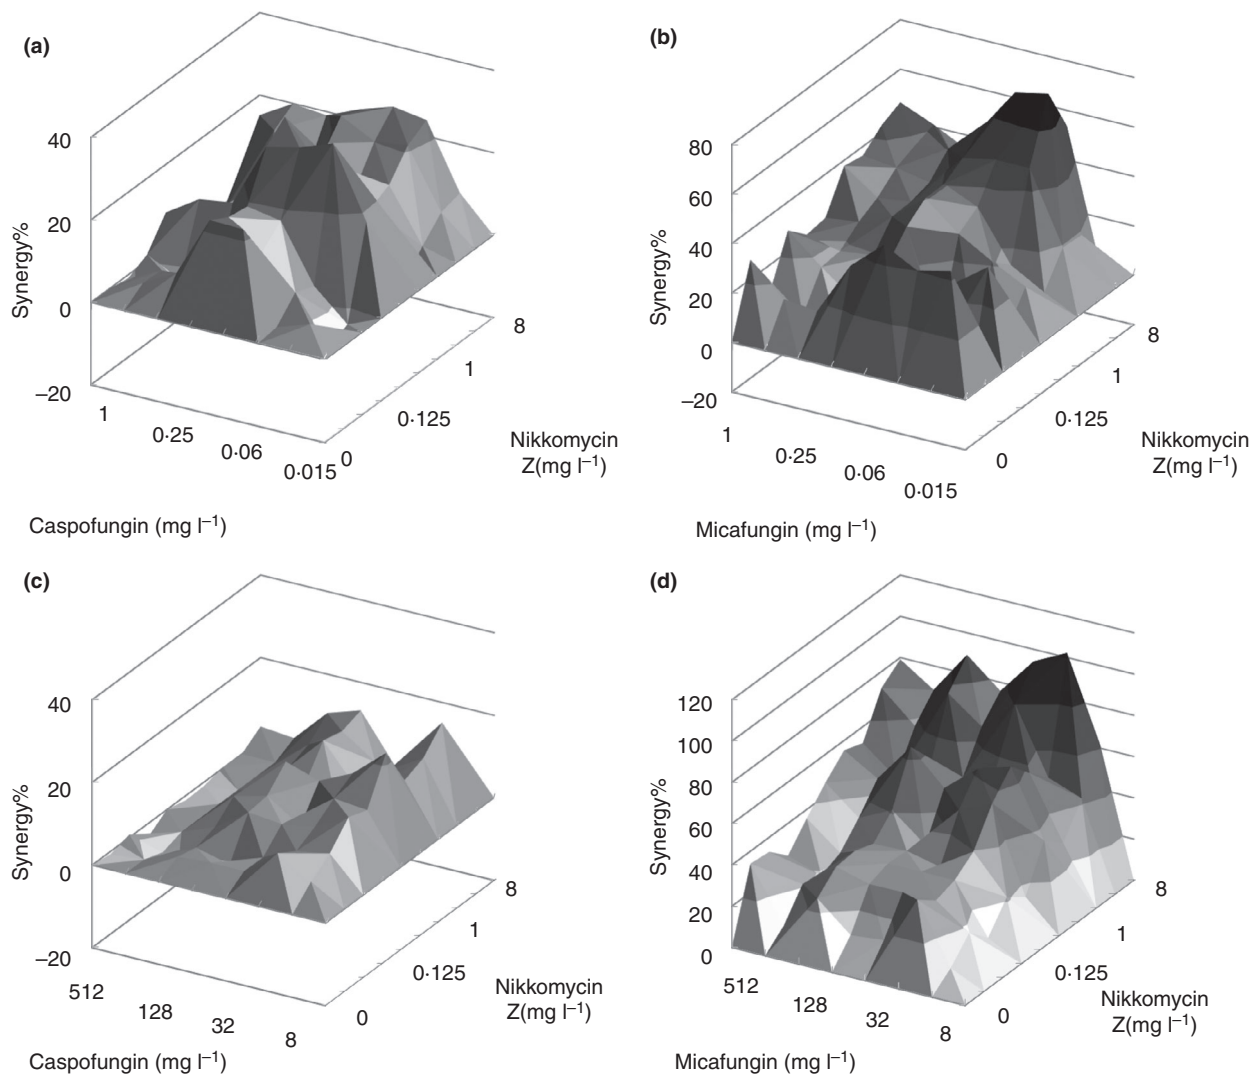 (a)
40
20
0
–20
Synergy%
1
0·25
0·06
0·015
0
0·125
1
8
Nikkomycin
Z(mg l–1)
Caspofungin (mg l–1)
(b)
80
60
40
20
0
–20
Synergy%
1
0·25
0·06
0·015
0
0·125
1
8
Nikkomycin
Z(mg l–1)
Micafungin (mg l–1)
(c)
40
20
0
–20
Synergy%
512
128
32
8
0
0·125
1
8
Nikkomycin
Z(mg l–1)
Caspofungin (mg l–1)
(d)
120
100
80
60
40
20
0
Synergy%
512
128
32
8
0
0·125
1
8
Nikkomycin
Z(mg l–1)
Micafungin (mg l–1)